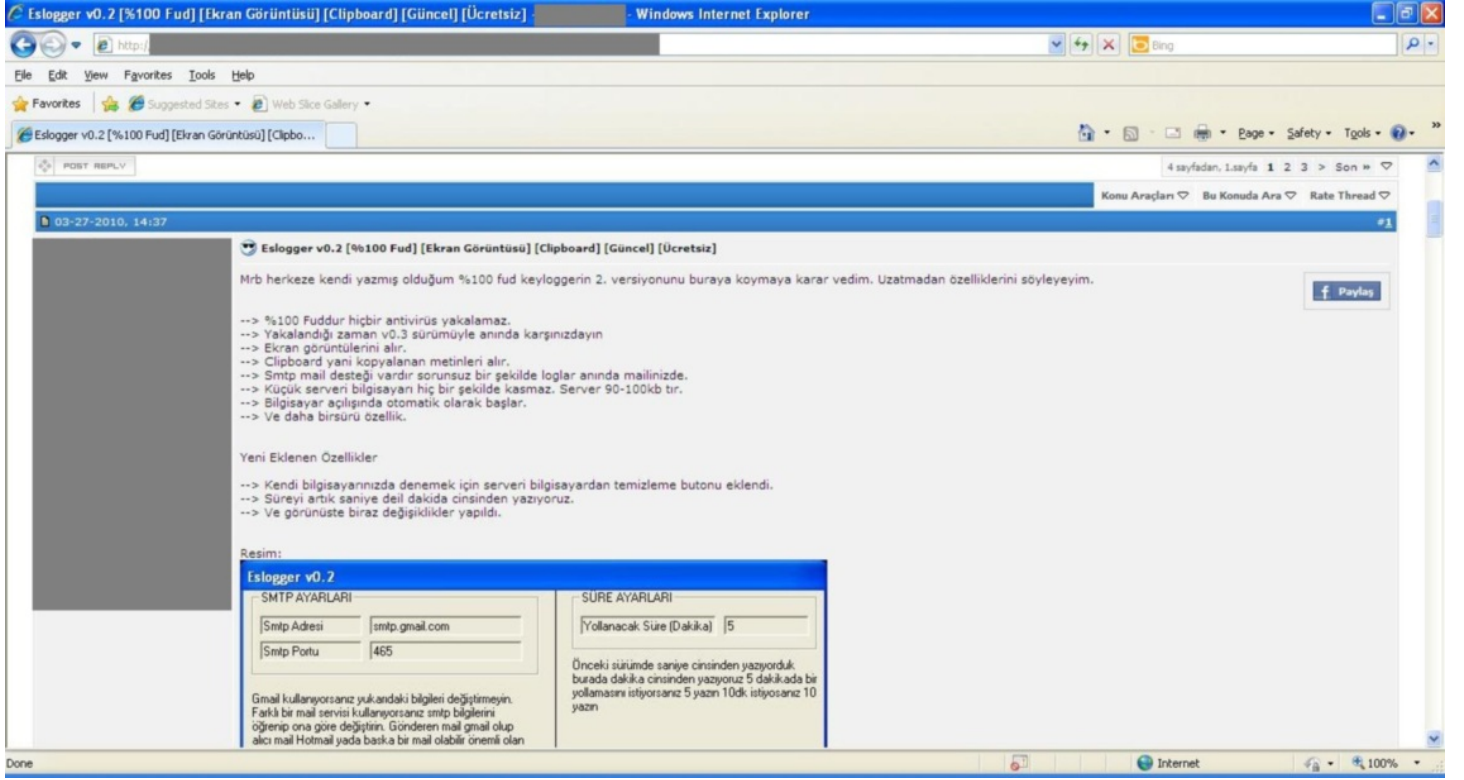 Eslogger v0.2 [%100 Fud] [Ekran Görüntüsü] [Clipboard] [Güncel] [Ücretsiz] - - Windows Internet Explorer
http:/
Bing
File Edit View Favorites Tools Help
Favorites Suggested Sites Web Slice Gallery
Eslogger v0.2 [%100 Fud] [Ekran Görüntüsü] [Clipbo...
Page Safety Tools »
POST REPLY
4 sayfadan, 1.sayfa 1 2 3 > Son »
Konu Araçları Bu Konuda Ara Rate Thread
03-27-2010, 14:37
#1
Eslogger v0.2 [%100 Fud] [Ekran Görüntüsü] [Clipboard] [Güncel] [Ücretsiz]
Mrb herkeze kendi yazmış olduğum %100 fud keyloggerin 2. versiyonunu buraya koymaya karar vedim. Uzatmadan özelliklerini söyleyeyim.
f Paylaş
--> %100 Fuddur hiçbir antivirüs yakalamaz.
--> Yakalandığı zaman v0.3 sürümüyle anında karşınızdayın
--> Ekran görüntülerini alır.
--> Clipboard yani kopyalanan metinleri alır.
--> Smtp mail desteği vardır sorunsuz bir şekilde loglar anında mailinizde.
--> Küçük serveri bilgisayarı hiç bir şekilde kasmaz. Server 90-100kb tır.
--> Bilgisayar açılışında otomatik olarak başlar.
--> Ve daha birsürü özellik.
Yeni Eklenen Özellikler
--> Kendi bilgisayarınızda denemek için serveri bilgisayardan temizleme butonu eklendi.
--> Süreyi artık saniye deil dakida cinsinden yazıyoruz.
--> Ve görünüste biraz değişiklikler yapıldı.
Resim:
Eslogger v0.2
SMTP AYARLARI
Smtp Adresi smtp.gmail.com
Smtp Portu 465
Gmail kullanıyorsanız yukarıdaki bilgileri değiştirmeyin.
Farklı bir mail servisi kullanıyorsanız smtp bilgilerini
öğrenip ona göre değiştirin. Gönderen mail gmail olup
alıcı mail Hotmail yada baska bir mail olabilir önemli olan
SÜRE AYARLARI
Yollanacak Süre (Dakika) 5
Önceki sürümde saniye cinsinden yazıyorduk
burada dakika cinsinden yazıyoruz 5 dakikada bir
yollamasını istiyorsanız 5 yazın 10dk istiyosanız 10
yazın
Done
Internet
100%